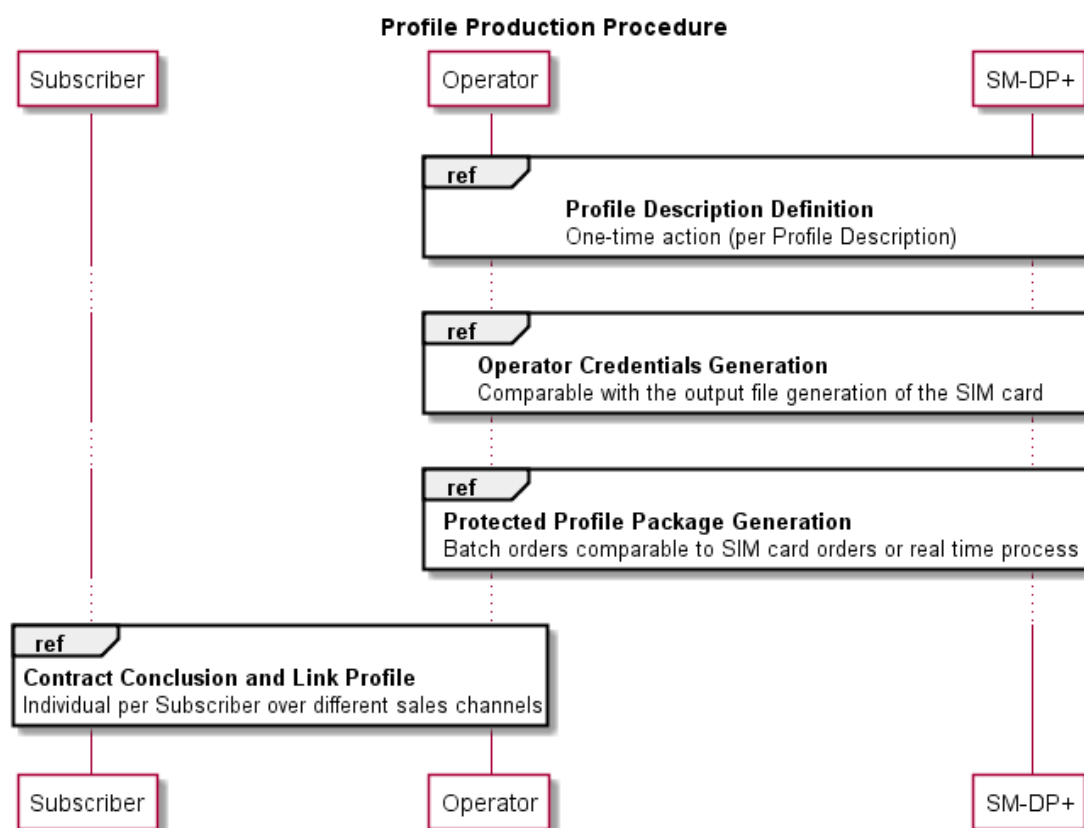 Profile Production Procedure
Subscriber
Operator
SM-DP+
ref
Profile Description Definition
One-time action (per Profile Description)
ref
Operator Credentials Generation
Comparable with the output file generation of the SIM card
ref
Protected Profile Package Generation
Batch orders comparable to SIM card orders or real time process
ref
Contract Conclusion and Link Profile
Individual per Subscriber over different sales channels
Subscriber
Operator
SM-DP+